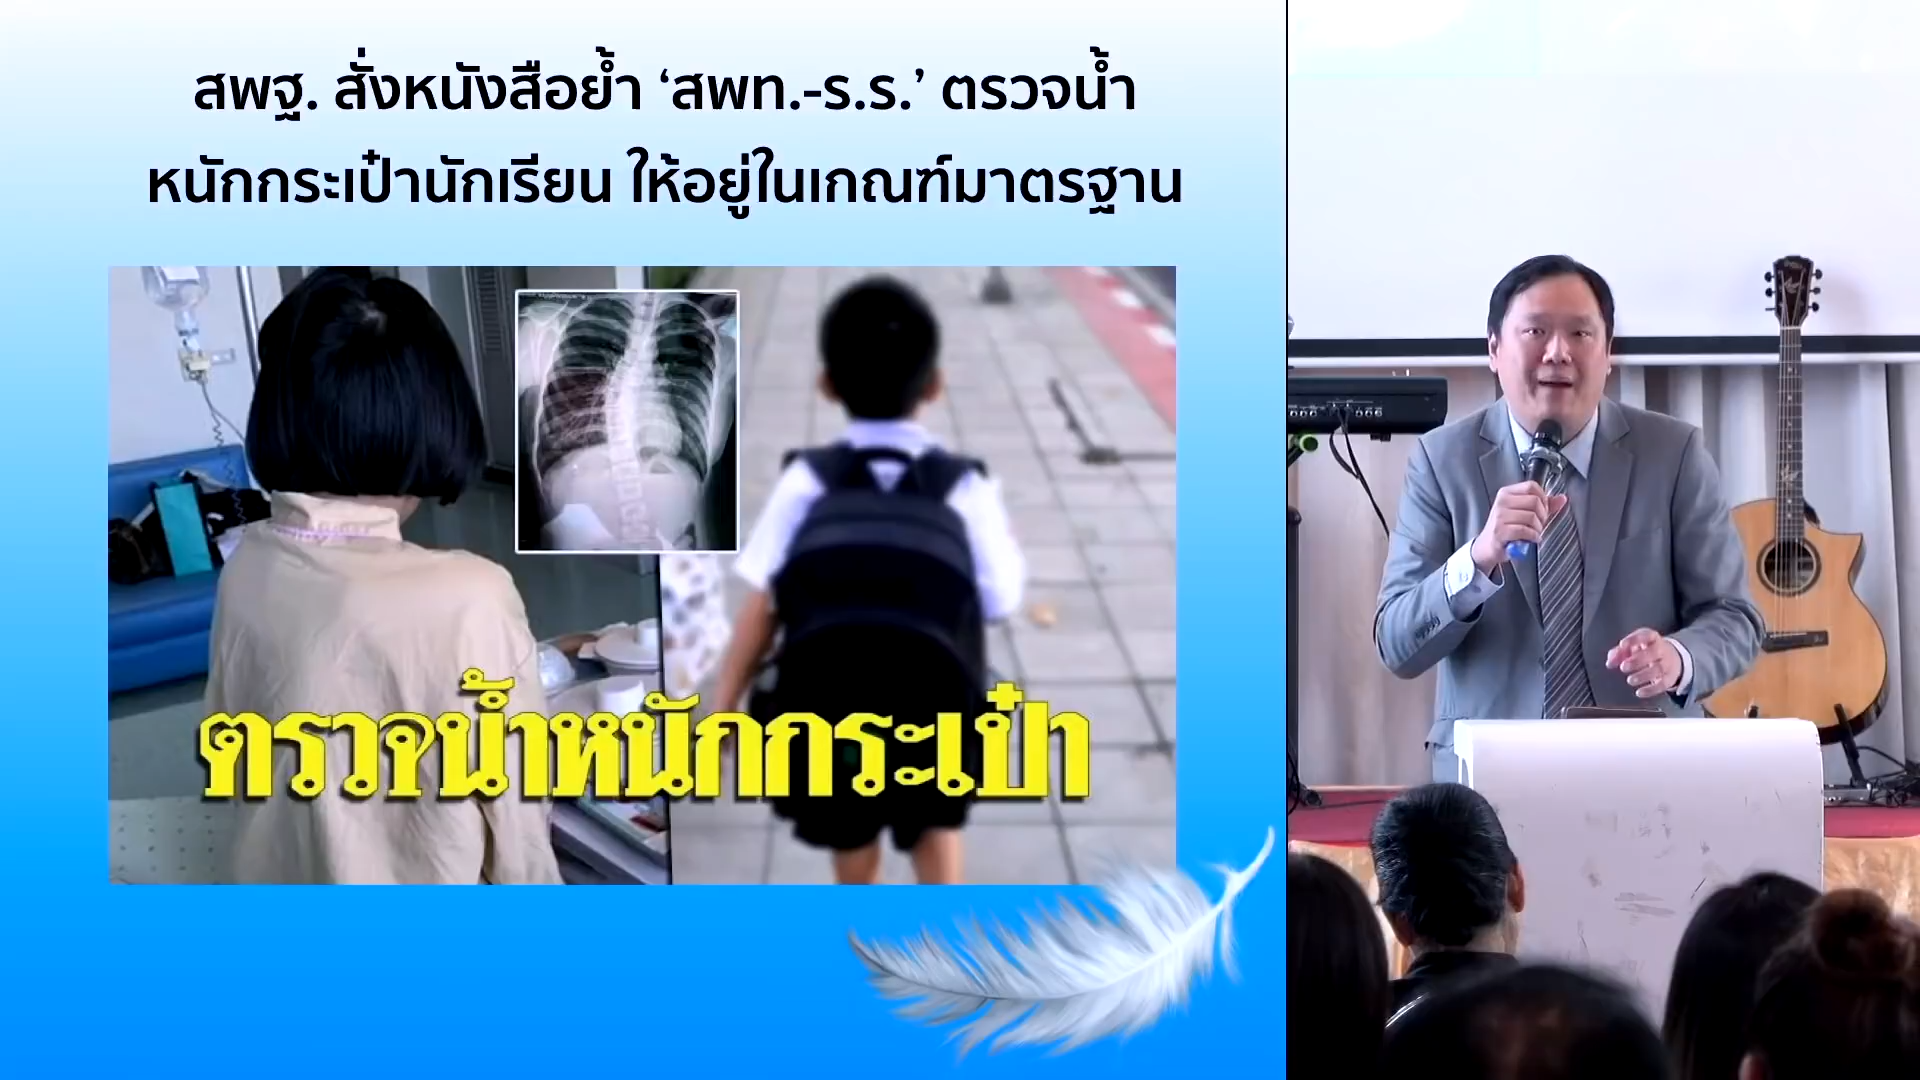 สพฐ. สั่งหนังสือย้ำ ‘สพท.-ร.ร.’ ตรวจน้ำ
หนักกระเป๋านักเรียน ให้อยู่ในเกณฑ์มาตรฐาน
ตรวจน้ำหนักกระเป๋า